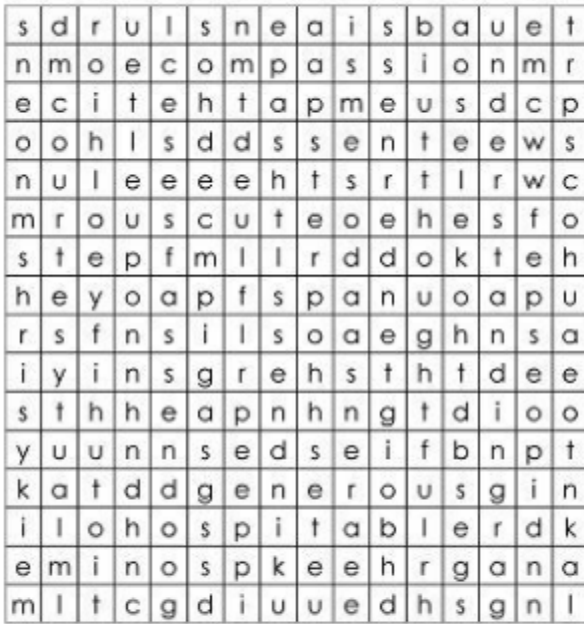 s d r u l s n e a i s b a u e t
n m o e c o m p a s s i o n m r
e c i t e h t a p m e u s d c p
o o h l s d d s s e n t e e w s
n u l e e e e h t s r t l r w c
m r o u s c u t e o e h e s f o
s t e p f m l l r d d o k t e h
h e y o a p f s p a n u o a p u
r s f n s i l s o a e g h n s a
i y i n s g r e h s t h t d e e
s t h h e a p n h n g t d i o o
y u u n n s e d s e i f b n p t
k a t d d g e n e r o u s g i n
i l o h o s p i t a b l e r d k
e m i n o s p k e e h r g a n a
m l t c g d i u u e d h s g n l